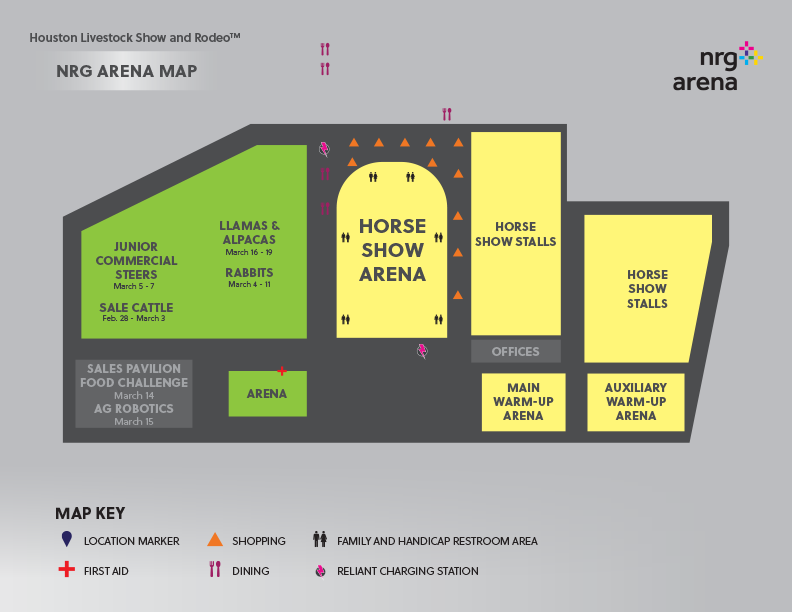 Houston Livestock Show and Rodeo™
NRG ARENA MAP
nrg
arena
JUNIOR
COMMERCIAL
STEERS
March 5 - 7
SALE CATTLE
Feb. 28 - March 3
LLAMAS &
ALPACAS
March 16 - 19
RABBITS
March 4 - 11
HORSE
SHOW
ARENA
HORSE
SHOW STALLS
HORSE
SHOW
STALLS
OFFICES
SALES PAVILION
FOOD CHALLENGE
March 14
AG ROBOTICS
March 15
ARENA
MAIN
WARM-UP
ARENA
AUXILIARY
WARM-UP
ARENA
MAP KEY
LOCATION MARKER
SHOPPING
FAMILY AND HANDICAP RESTROOM AREA
FIRST AID
DINING
RELIANT CHARGING STATION